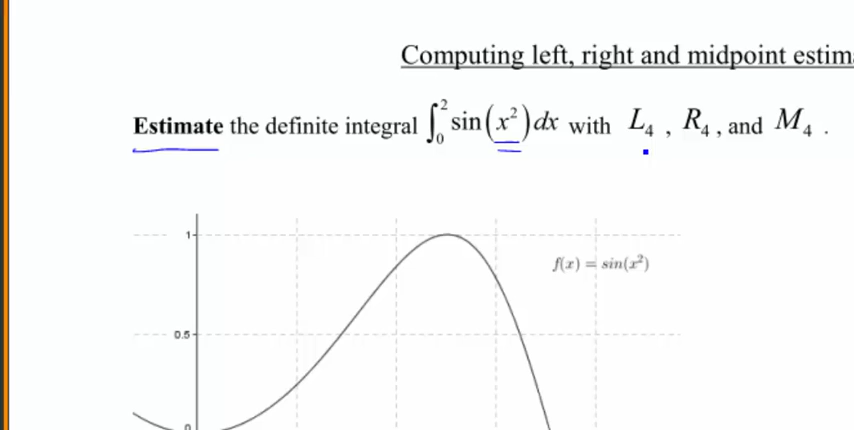 Computing left, right and midpoint estim
Estimate the definite integral ∫₀² sin(x²)dx with L₄ , R₄ , and M₄ .
1
f(x) = sin(x²)
0.5
0